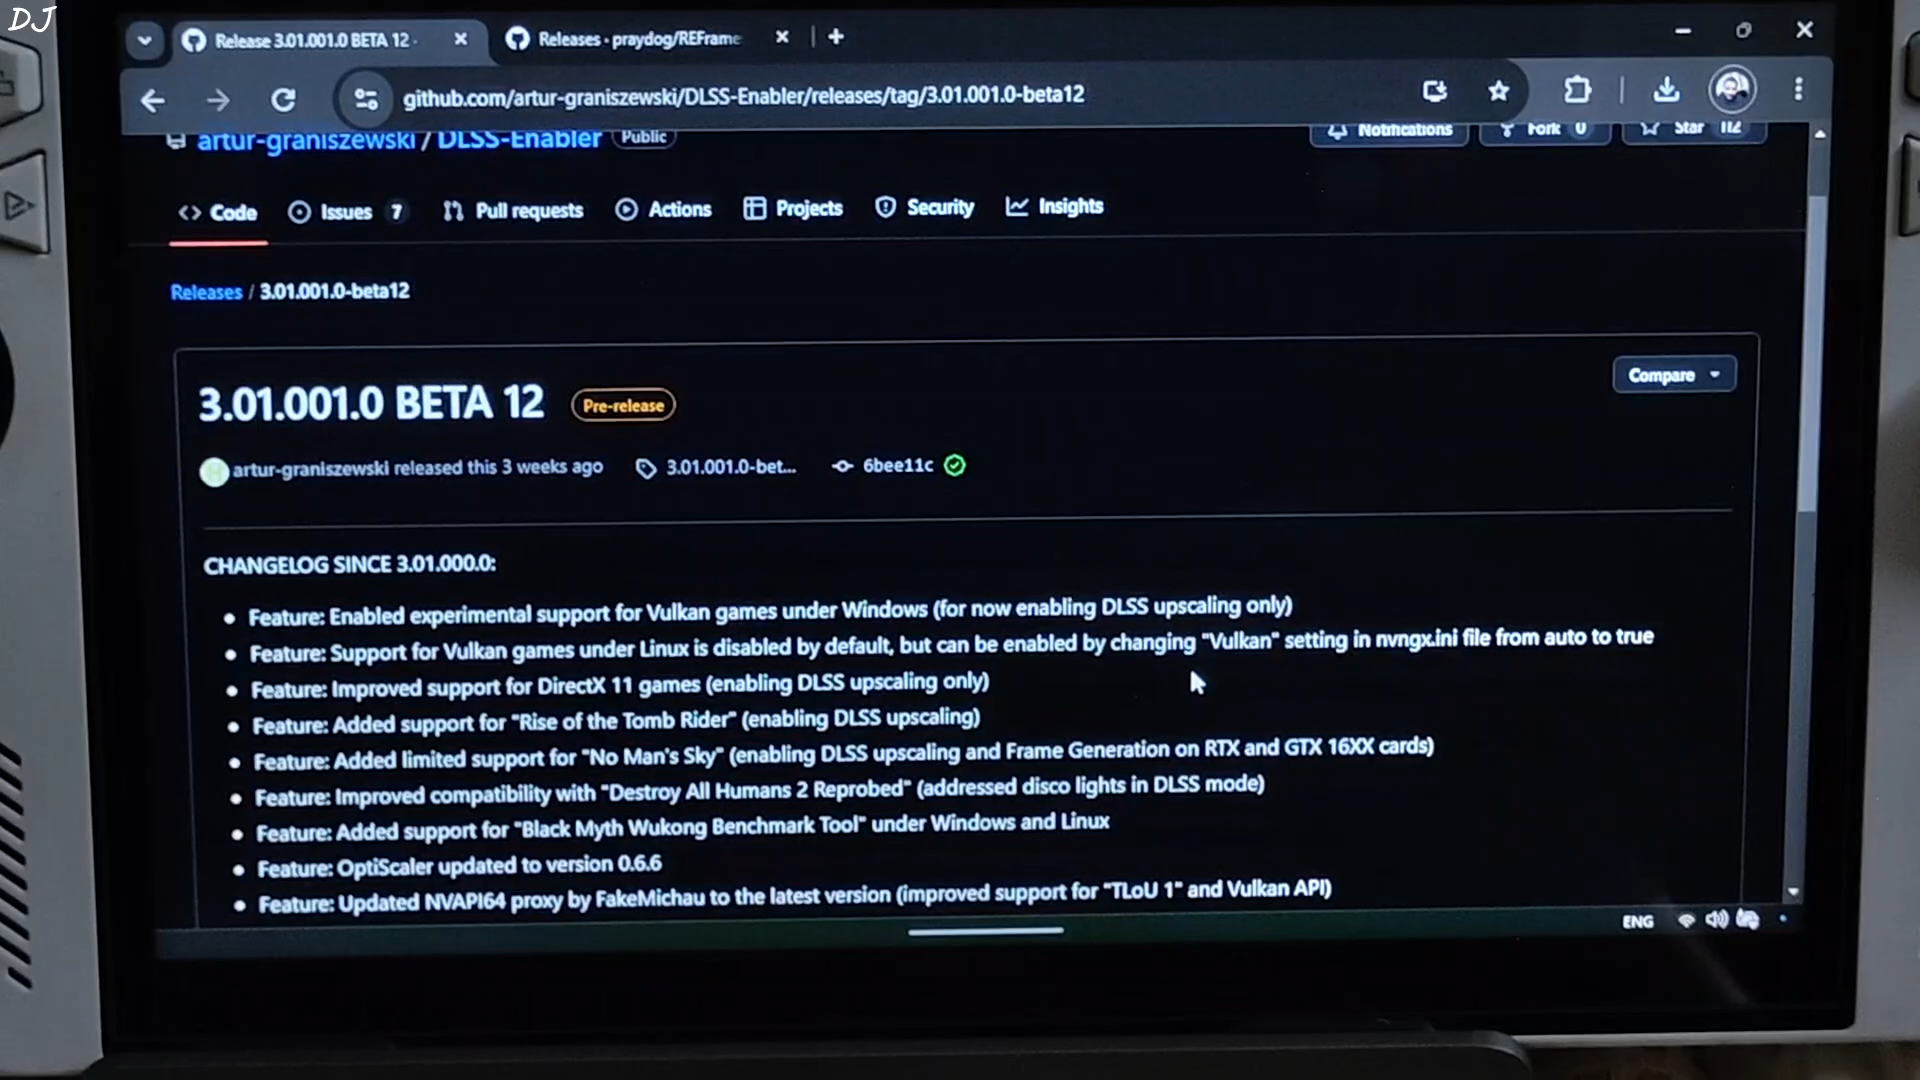 DJ
Release 3.01.001.0 BETA 12 ·
Releases · praydog/REFrame
github.com/artur-graniszewski/DLSS-Enabler/releases/tag/3.01.001.0-beta12
artur-graniszewski / DLSS-Enabler Public
Notifications Fork 0 Star 112
Code Issues 7 Pull requests Actions Projects Security Insights
Releases / 3.01.001.0-beta12
3.01.001.0 BETA 12 Pre-release
Compare
artur-graniszewski released this 3 weeks ago 3.01.001.0-bet... 6bee11c
CHANGELOG SINCE 3.01.000.0:
• Feature: Enabled experimental support for Vulkan games under Windows (for now enabling DLSS upscaling only)
• Feature: Support for Vulkan games under Linux is disabled by default, but can be enabled by changing "Vulkan" setting in nvngx.ini file from auto to true
• Feature: Improved support for DirectX 11 games (enabling DLSS upscaling only)
• Feature: Added support for "Rise of the Tomb Rider" (enabling DLSS upscaling)
• Feature: Added limited support for "No Man's Sky" (enabling DLSS upscaling and Frame Generation on RTX and GTX 16XX cards)
• Feature: Improved compatibility with "Destroy All Humans 2 Reprobed" (addressed disco lights in DLSS mode)
• Feature: Added support for "Black Myth Wukong Benchmark Tool" under Windows and Linux
• Feature: OptiScaler updated to version 0.6.6
• Feature: Updated NVAPI64 proxy by FakeMichau to the latest version (improved support for "TLoU 1" and Vulkan API)
ENG